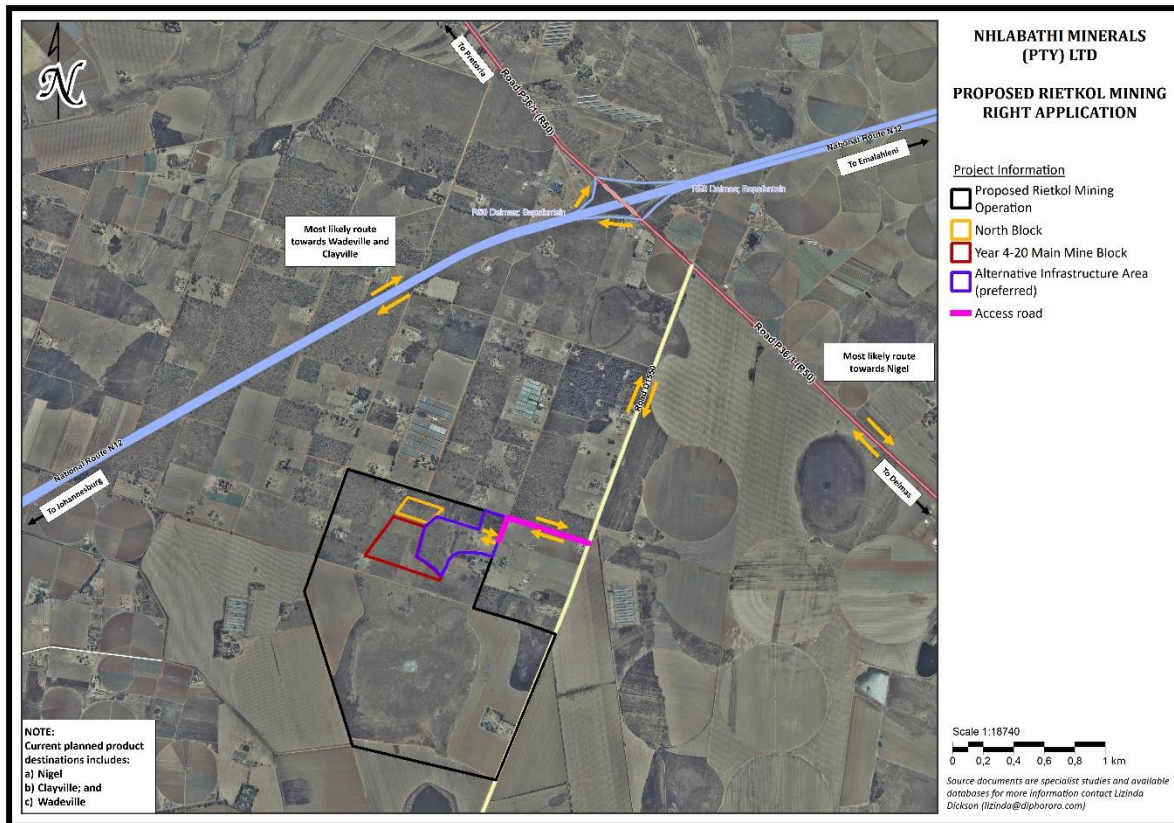 NHLABATHI MINERALS
(PTY) LTD
PROPOSED RIETKOL MINING
RIGHT APPLICATION
Project Information
Proposed Rietkol Mining
Operation
North Block
Year 4-20 Main Mine Block
Alternative Infrastructure Area
(preferred)
Access road
N
To Pretoria
Road P36/1 (R50)
National Route N12
To Emalahleni
R50 Delmas; Bapsfontein
R50 Delmas; Bapsfontein
Most likely route
towards Wadeville and
Clayville
Road P36/1 (R50)
Most likely route
towards Nigel
Road D1550
National Route N12
To Johannesburg
To Delmas
NOTE:
Current planned product
destinations includes:
a) Nigel
b) Clayville; and
c) Wadeville
Scale 1:18740
0 0,2 0,4 0,6 0,8 1 km
Source documents are specialist studies and available
databases for more information contact Lizinda
Dickson (lizinda@diphororo.com)